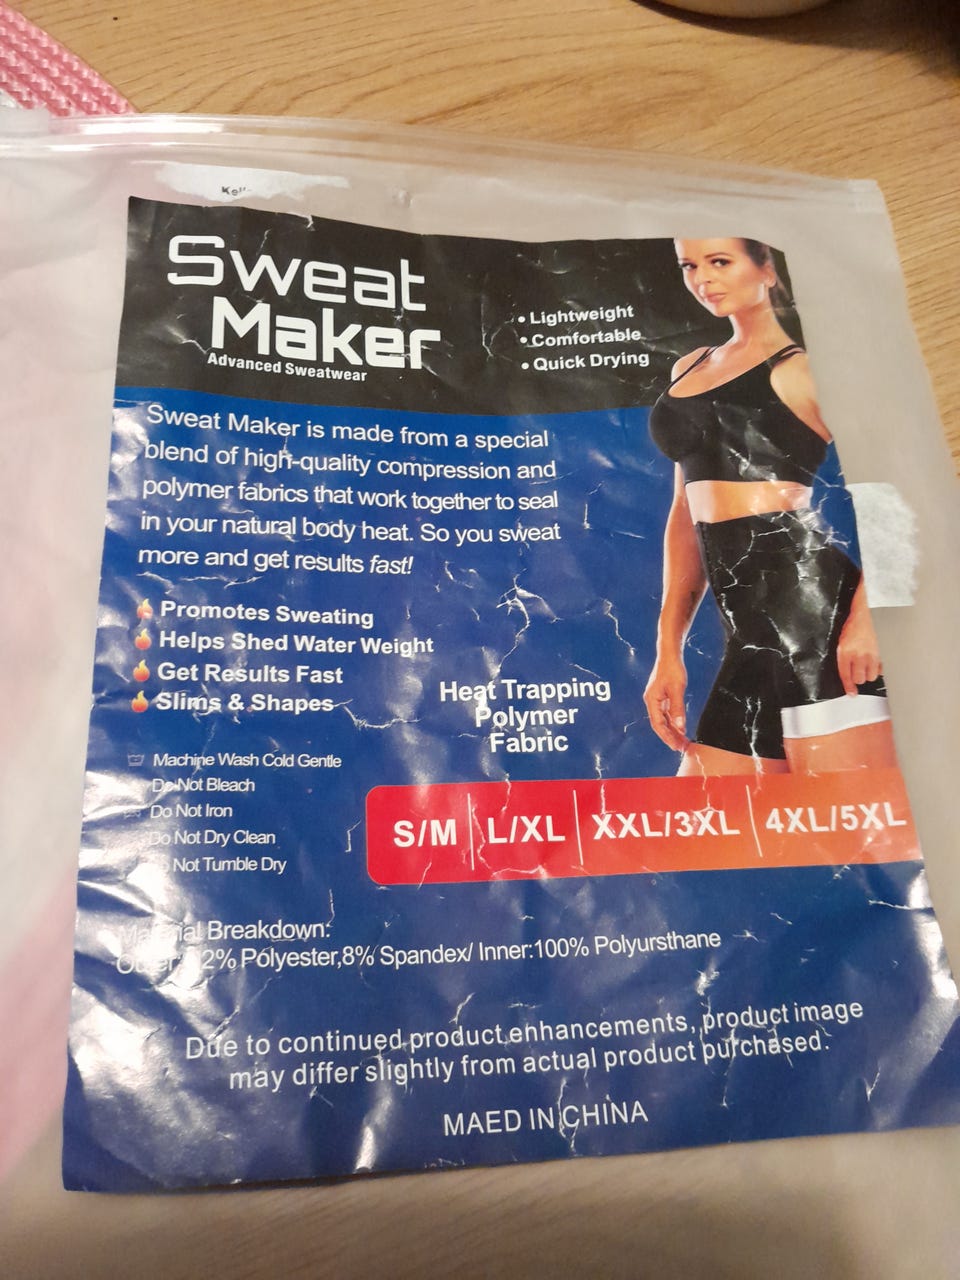 Sweat
Maker
Advanced Sweatwear
• Lightweight
• Comfortable
• Quick Drying
Sweat Maker is made from a special
blend of high-quality compression and
polymer fabrics that work together to seal
in your natural body heat. So you sweat
more and get results fast!
Promotes Sweating
Helps Shed Water Weight
Get Results Fast
Slims & Shapes
Heat Trapping
Polymer
Fabric
Machine Wash Cold Gentle
Do Not Bleach
Do Not Iron
Do Not Dry Clean
Not Tumble Dry
S/M | L/XL | XXL/3XL | 4XL/5XL
Material Breakdown:
Outer: 2% Polyester,8% Spandex/ Inner:100% Polyursthane
Due to continued product enhancements, product image
may differ slightly from actual product purchased.
MAED IN CHINA